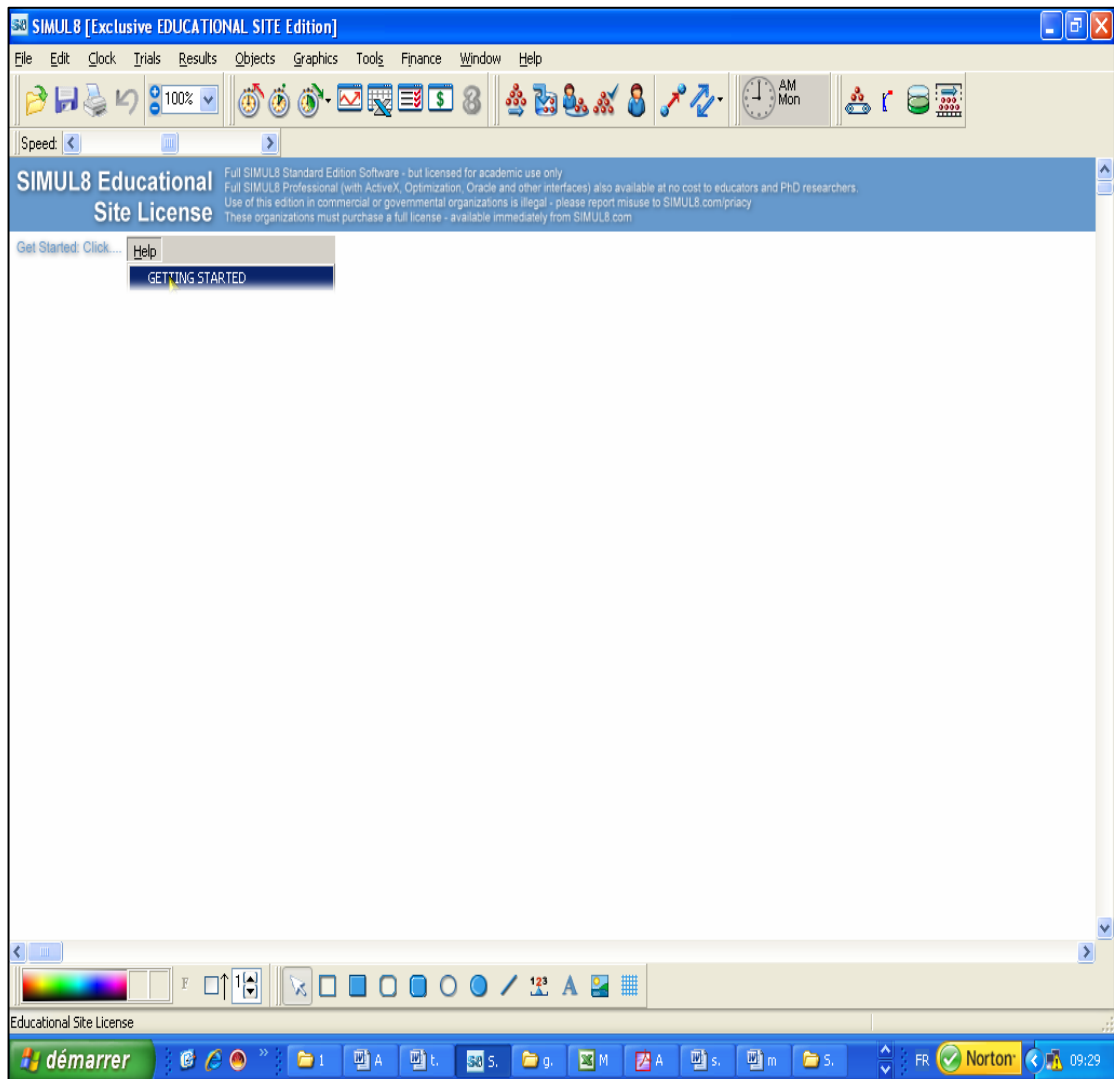 SIMUL8 [Exclusive EDUCATIONAL SITE Edition]
File Edit Clock Trials Results Objects Graphics Tools Finance Window Help
100% AM
Mon
Speed:
SIMUL8 Educational
Site License
Full SIMUL8 Standard Edition Software - but licensed for academic use only
Full SIMUL8 Professional (with ActiveX, Optimization, Oracle and other interfaces) also available at no cost to educators and PhD researchers.
Use of this edition in commercial or governmental organizations is illegal - please report misuse to SIMUL8.com/priacy
These organizations must purchase a full license - available immediately from SIMUL8.com
Get Started: Click.... Help
GETTING STARTED
F 1 123 A
Educational Site License
démarrer 1 A t. S8 S. g. M A s. m S. FR Norton 09:29